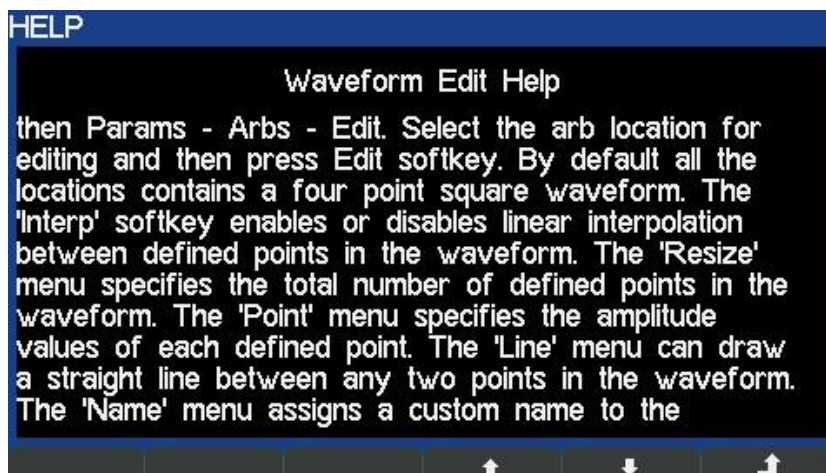 HELP
Waveform Edit Help
then Params - Arbs - Edit. Select the arb location for
editing and then press Edit softkey. By default all the
locations contains a four point square waveform. The
'Interp' softkey enables or disables linear interpolation
between defined points in the waveform. The 'Resize'
menu specifies the total number of defined points in the
waveform. The 'Point' menu specifies the amplitude
values of each defined point. The 'Line' menu can draw
a straight line between any two points in the waveform.
The 'Name' menu assigns a custom name to the